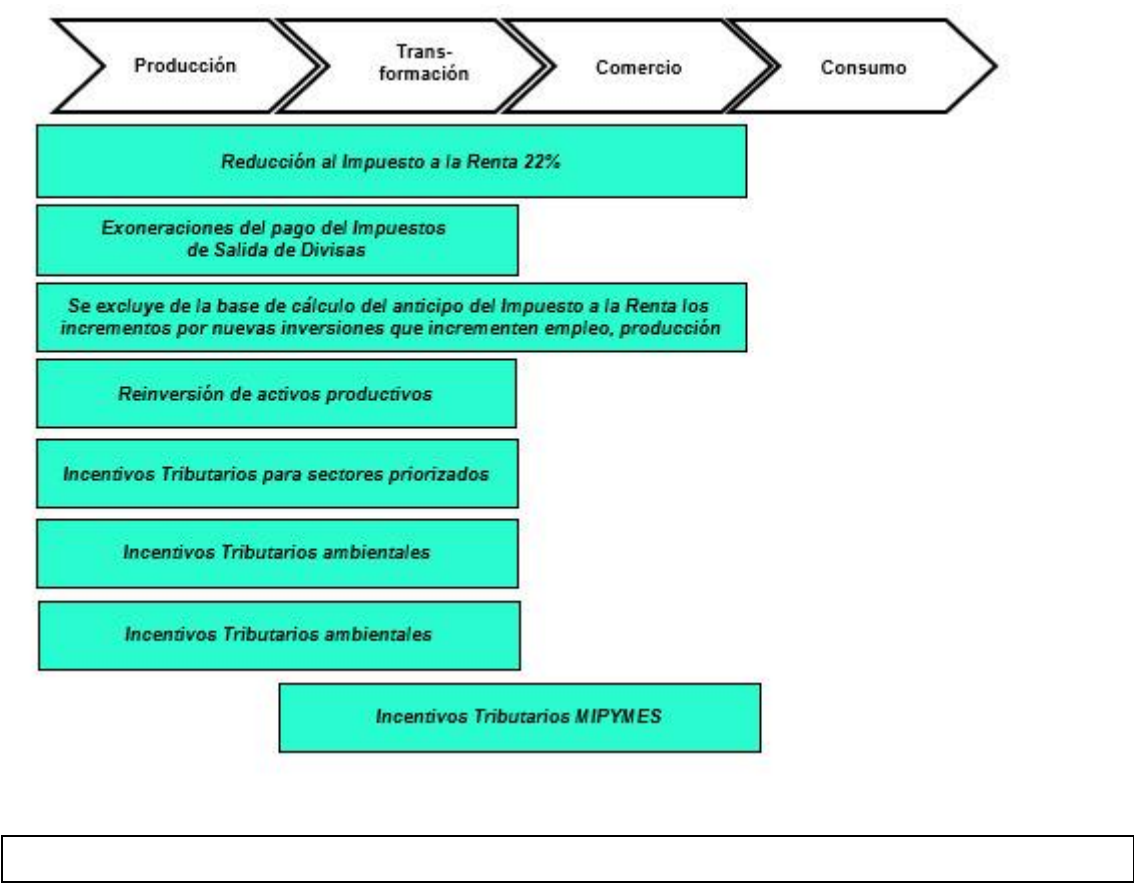 Producción
Trans-
formación
Comercio
Consumo
Reducción al Impuesto a la Renta 22%
Exoneraciones del pago del Impuestos
de Salida de Divisas
Se excluye de la base de cálculo del anticipo del Impuesto a la Renta los
incrementos por nuevas inversiones que incrementen empleo, producción
Reinversión de activos productivos
Incentivos Tributarios para sectores priorizados
Incentivos Tributarios ambientales
Incentivos Tributarios ambientales
Incentivos Tributarios MIPYMES